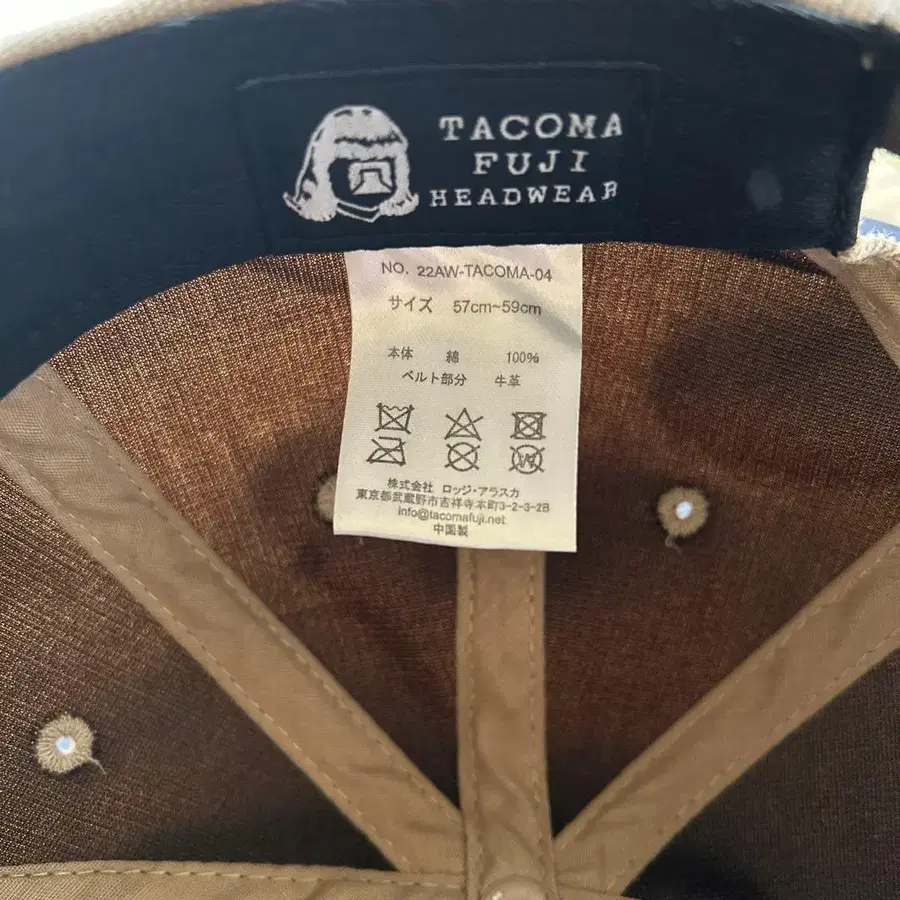 TACOMA
FUJI
HEADWEAR
NO. 22AW-TACOMA-04
サイズ 57cm~59cm
本体 綿 100%
ベルト部分 牛革
W
株式会社 ロッジ・アラスカ
東京都武蔵野市吉祥寺本町3-2-3-2B
info@tacomafuji.net
中国製